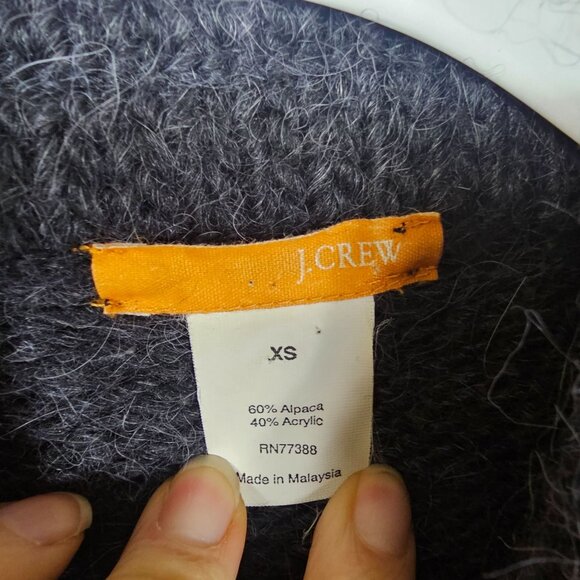 J.CREW
XS
60% Alpaca
40% Acrylic
RN77388
Made in Malaysia